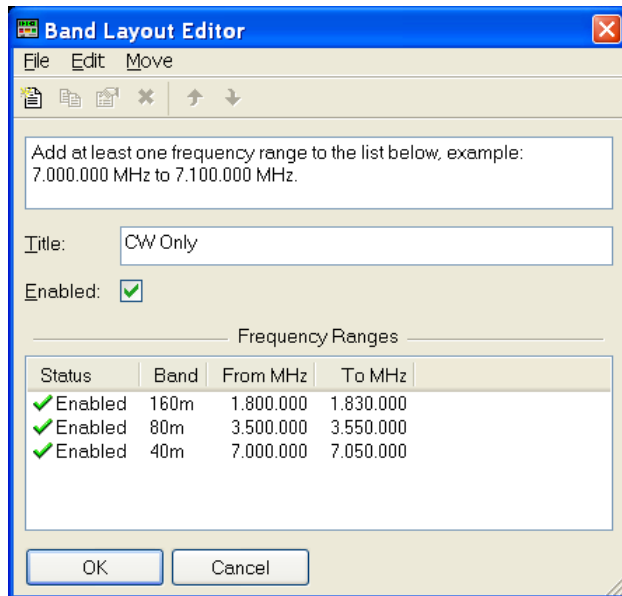 Band Layout Editor
File Edit Move
Add at least one frequency range to the list below, example:
7.000.000 MHz to 7.100.000 MHz.
Title: CW Only
Enabled:
Frequency Ranges
Status Band From MHz To MHz
Enabled 160m 1.800.000 1.830.000
Enabled 80m 3.500.000 3.550.000
Enabled 40m 7.000.000 7.050.000
OK Cancel